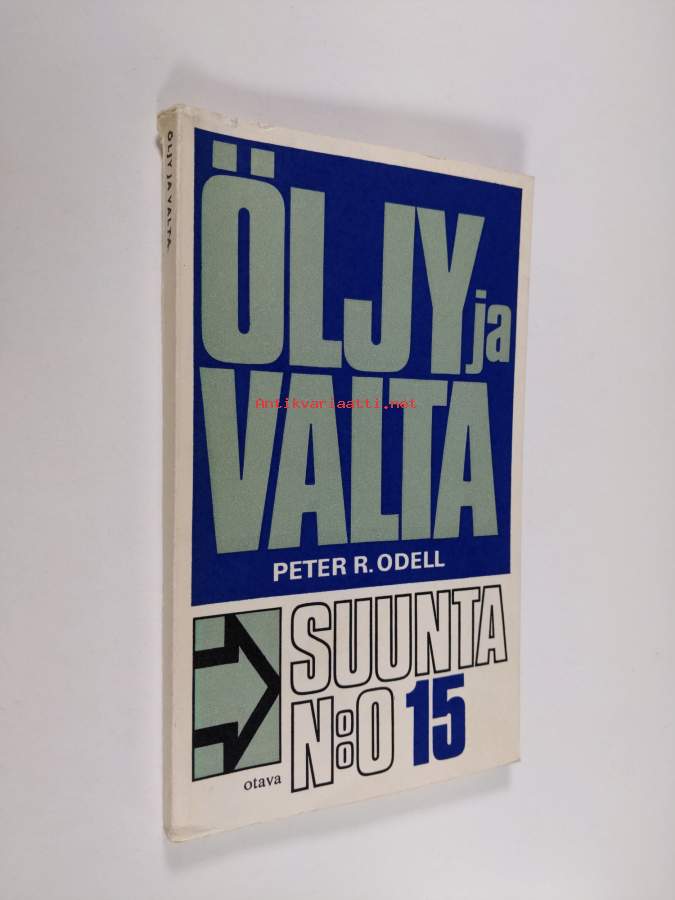 ÖLJY JA VALTA
ÖLJY ja
VALTA
Antikvariaatti.net
PETER R. ODELL
SUUNTA
N:O 15
otava